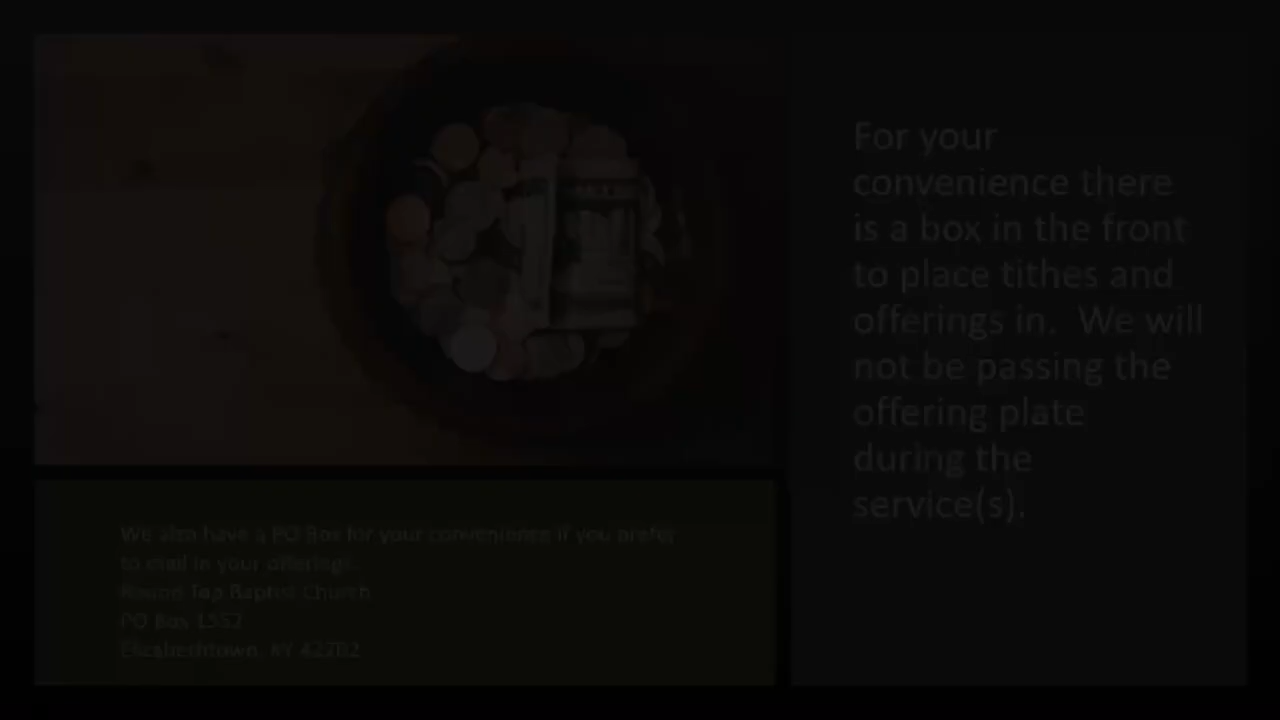 For your
convenience there
is a box in the front
to place tithes and
offerings in. We will
not be passing the
offering plate
during the
service(s).
We also have a PO Box for your convenience if you prefer
to mail in your offerings.
Round Top Baptist Church
PO Box
Elizabethtown, KY